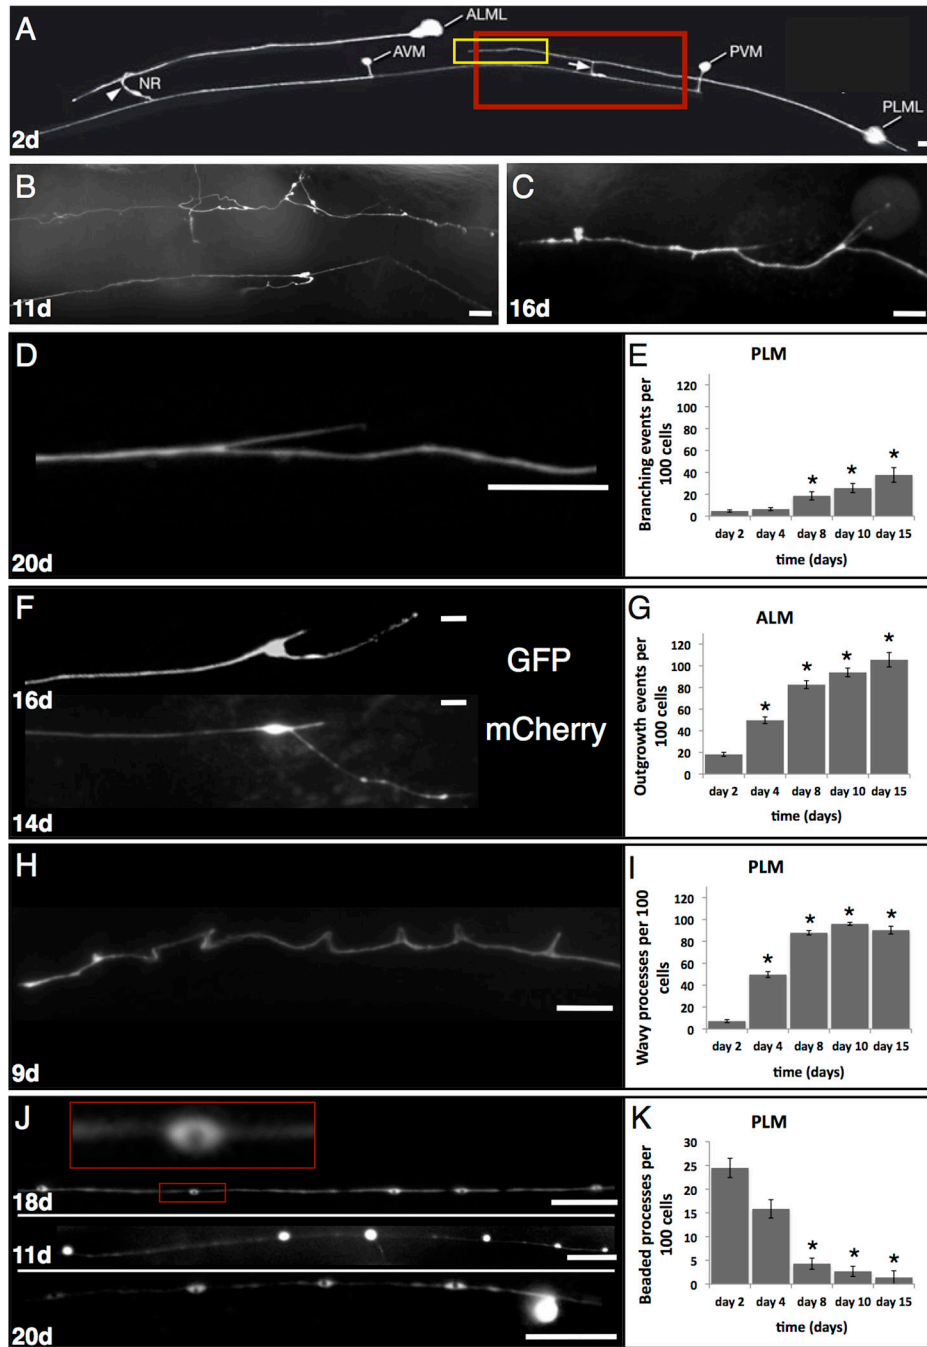 A
ALML
AVM
NR
PVM
PLML
2d
B
11d
C
16d
D
20d
E
PLM
Branching events per
100 cells
120
100
80
60
40
20
0
* * *
day 2 day 4 day 8 day 10 day 15
time (days)
F
GFP
16d
mCherry
14d
G
ALM
Outgrowth events per
100 cells
120
100
80
60
40
20
0
* * * *
day 2 day 4 day 8 day 10 day 15
time (days)
H
9d
I
PLM
Wavy processes per 100
cells
120
100
80
60
40
20
0
* * * *
day 2 day 4 day 8 day 10 day 15
time (days)
J
18d
11d
20d
K
PLM
Beaded processes per
100 cells
30
25
20
15
10
5
0
* * *
day 2 day 4 day 8 day 10 day 15
time (days)